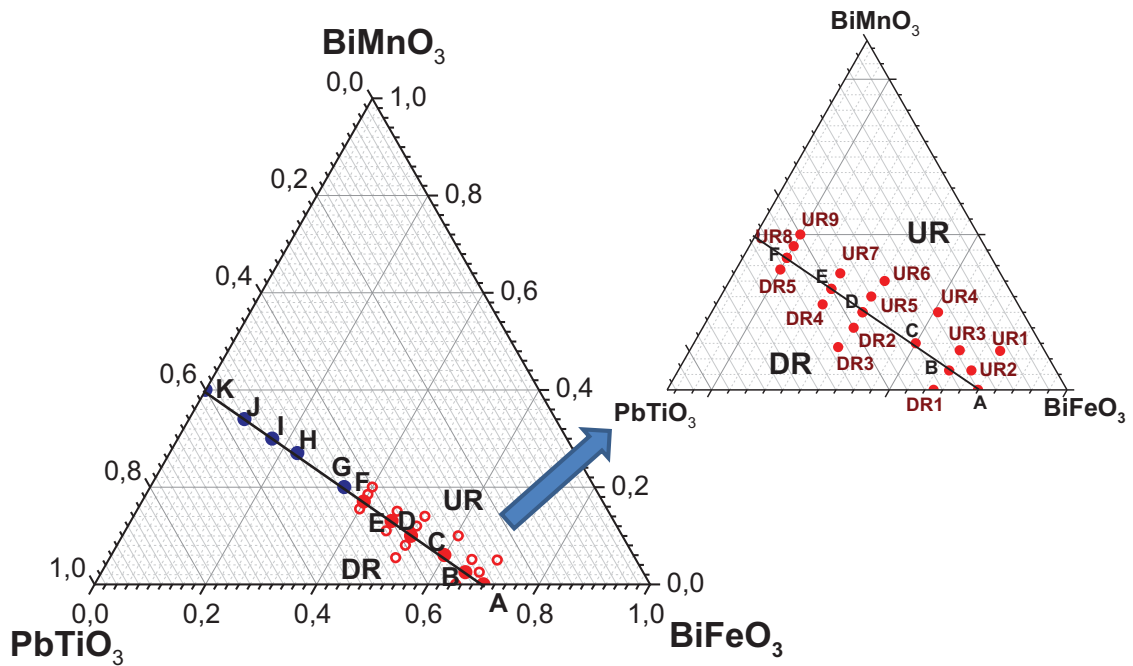 BiMnO3
0,0
1,0
0,2
0,8
0,4
0,6
0,6
0,4
K
J
I
H
G
F
0,8
0,2
UR
E
D
C
DR
B
A
1,0
0,0
0,0
0,2
0,4
0,6
0,8
1,0
PbTiO3
BiFeO3
BiMnO3
UR9
UR8
UR
F
UR7
DR5
E
UR6
D
UR5
UR4
DR4
C
DR2
UR3
UR1
DR3
DR
B
UR2
DR1
A
PbTiO3
BiFeO3